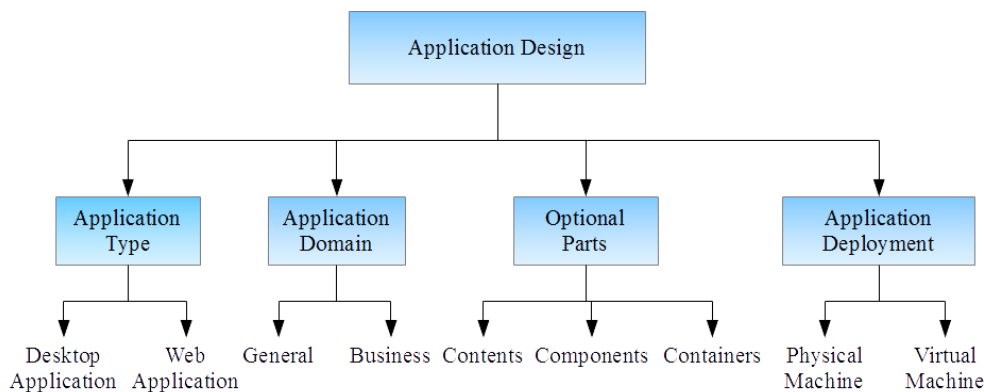 Application Design
Application
Type
Application
Domain
Optional
Parts
Application
Deployment
Desktop
Application
Web
Application
General
Business
Contents
Components
Containers
Physical
Machine
Virtual
Machine